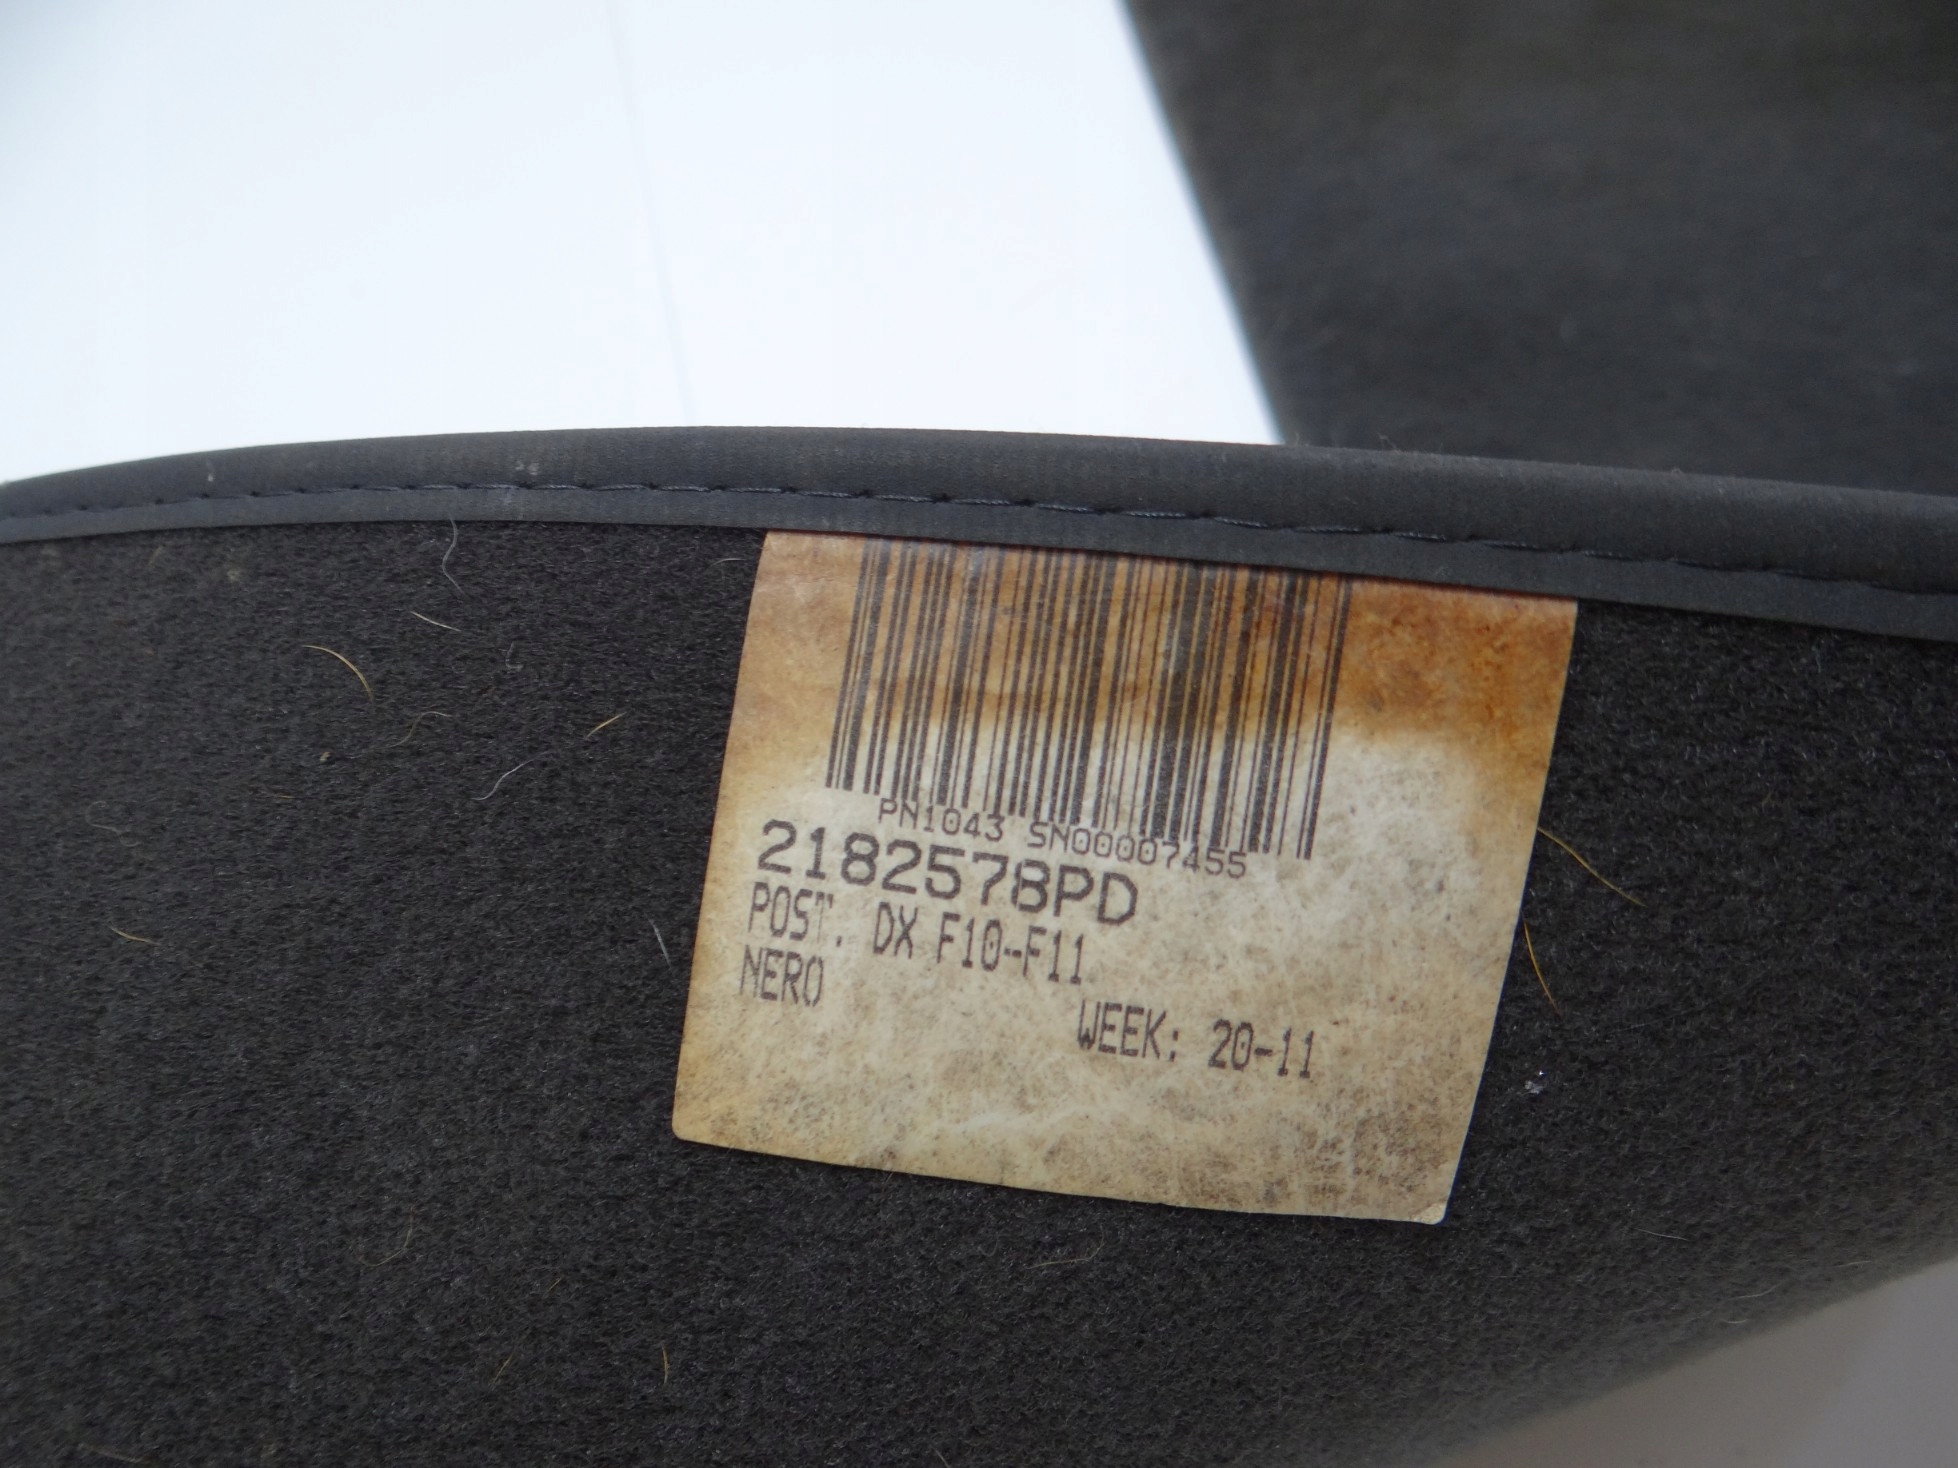 PN1043 SN00007455
2182578PD
POST. DX F10-F11
NERO
WEEK: 20-11